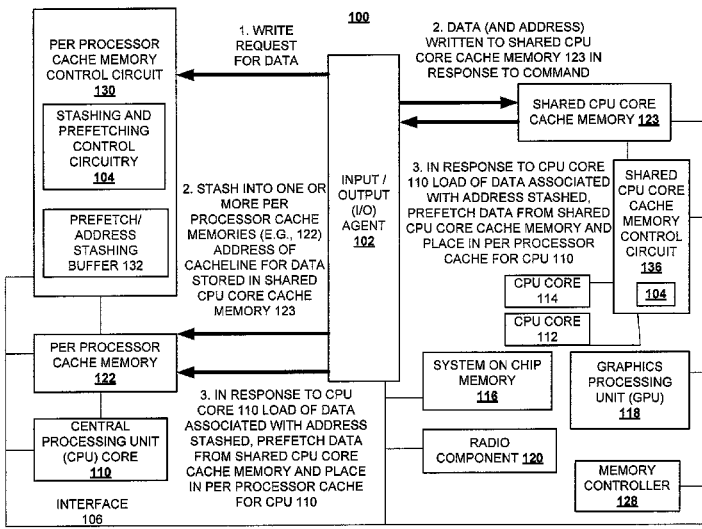 100
PER PROCESSOR
CACHE MEMORY
CONTROL CIRCUIT
130
STASHING AND
PREFETCHING
CONTROL
CIRCUITRY
104
PREFETCH/
ADDRESS
STASHING
BUFFER 132
1. WRITE
REQUEST
FOR DATA
2. STASH INTO ONE OR
MORE PER
PROCESSOR CACHE
MEMORIES (E.G., 122)
ADDRESS OF
CACHELINE FOR DATA
STORED IN SHARED
CPU CORE CACHE
MEMORY 123
INPUT /
OUTPUT
(I/O)
AGENT
102
2. DATA (AND ADDRESS)
WRITTEN TO SHARED CPU
CORE CACHE MEMORY 123 IN
RESPONSE TO COMMAND
SHARED CPU CORE
CACHE MEMORY 123
3. IN RESPONSE TO CPU CORE
110 LOAD OF DATA ASSOCIATED
WITH ADDRESS STASHED,
PREFETCH DATA FROM SHARED
CPU CORE CACHE MEMORY AND
PLACE IN PER PROCESSOR
CACHE FOR CPU 110
SHARED
CPU CORE
CACHE
MEMORY
CONTROL
CIRCUIT
136
104
CPU CORE
114
CPU CORE
112
PER PROCESSOR
CACHE MEMORY
122
CENTRAL
PROCESSING UNIT
(CPU) CORE
110
3. IN RESPONSE TO CPU
CORE 110 LOAD OF DATA
ASSOCIATED WITH ADDRESS
STASHED, PREFETCH DATA
FROM SHARED CPU CORE
CACHE MEMORY AND PLACE
IN PER PROCESSOR CACHE
FOR CPU 110
SYSTEM ON CHIP
MEMORY
116
GRAPHICS
PROCESSING
UNIT (GPU)
118
RADIO
COMPONENT 120
MEMORY
CONTROLLER
128
INTERFACE
106